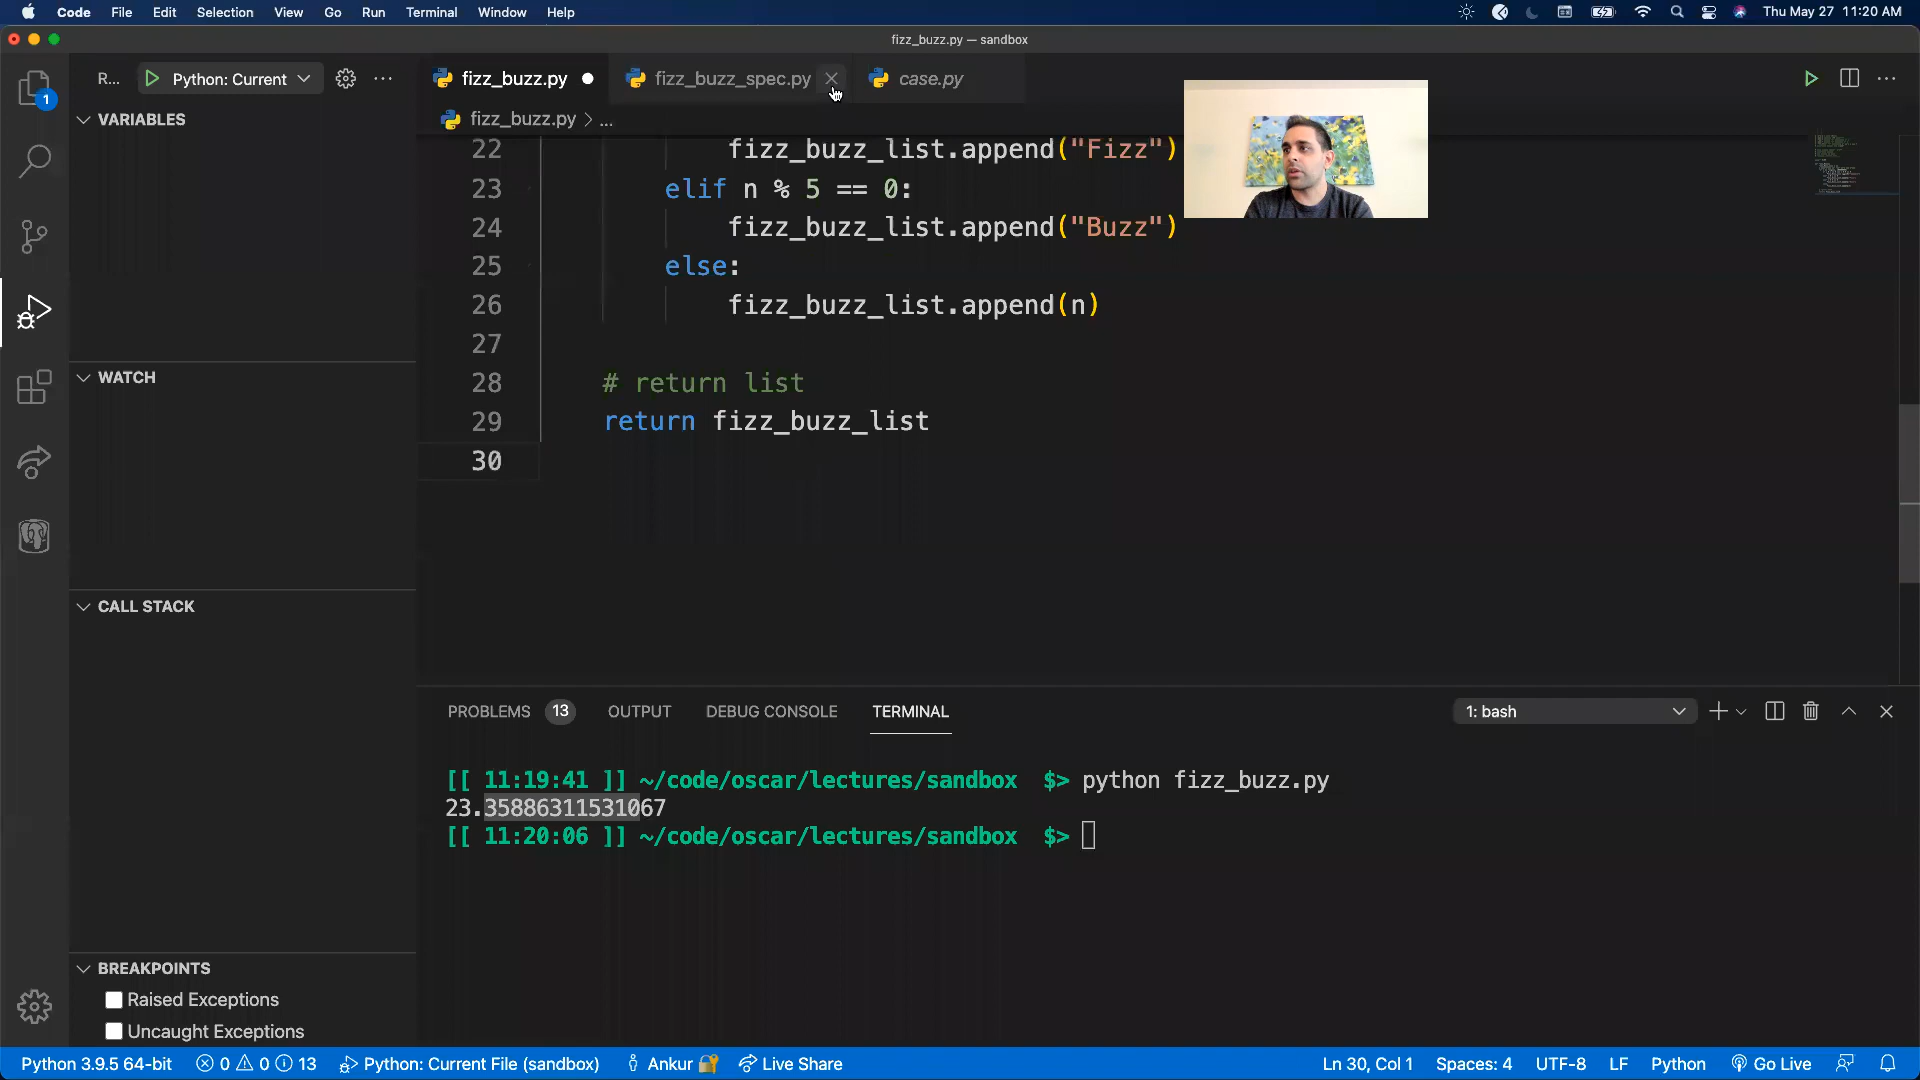 Code File Edit Selection View Go Run Terminal Window Help Thu May 27 11:20 AM
fizz_buzz.py — sandbox
1
R... Python: Current ...
fizz_buzz.py fizz_buzz_spec.py case.py
fizz_buzz.py > ...
VARIABLES
WATCH
CALL STACK
BREAKPOINTS
Raised Exceptions
Uncaught Exceptions
22 fizz_buzz_list.append("Fizz")
23 elif n % 5 == 0:
24 fizz_buzz_list.append("Buzz")
25 else:
26 fizz_buzz_list.append(n)
27
28 # return list
29 return fizz_buzz_list
30
PROBLEMS 13 OUTPUT DEBUG CONSOLE TERMINAL 1: bash
[[ 11:19:41 ]] ~/code/oscar/lectures/sandbox $> python fizz_buzz.py
23.35886311531067
[[ 11:20:06 ]] ~/code/oscar/lectures/sandbox $>
Python 3.9.5 64-bit 0 0 13 Python: Current File (sandbox) Ankur Live Share Ln 30, Col 1 Spaces: 4 UTF-8 LF Python Go Live